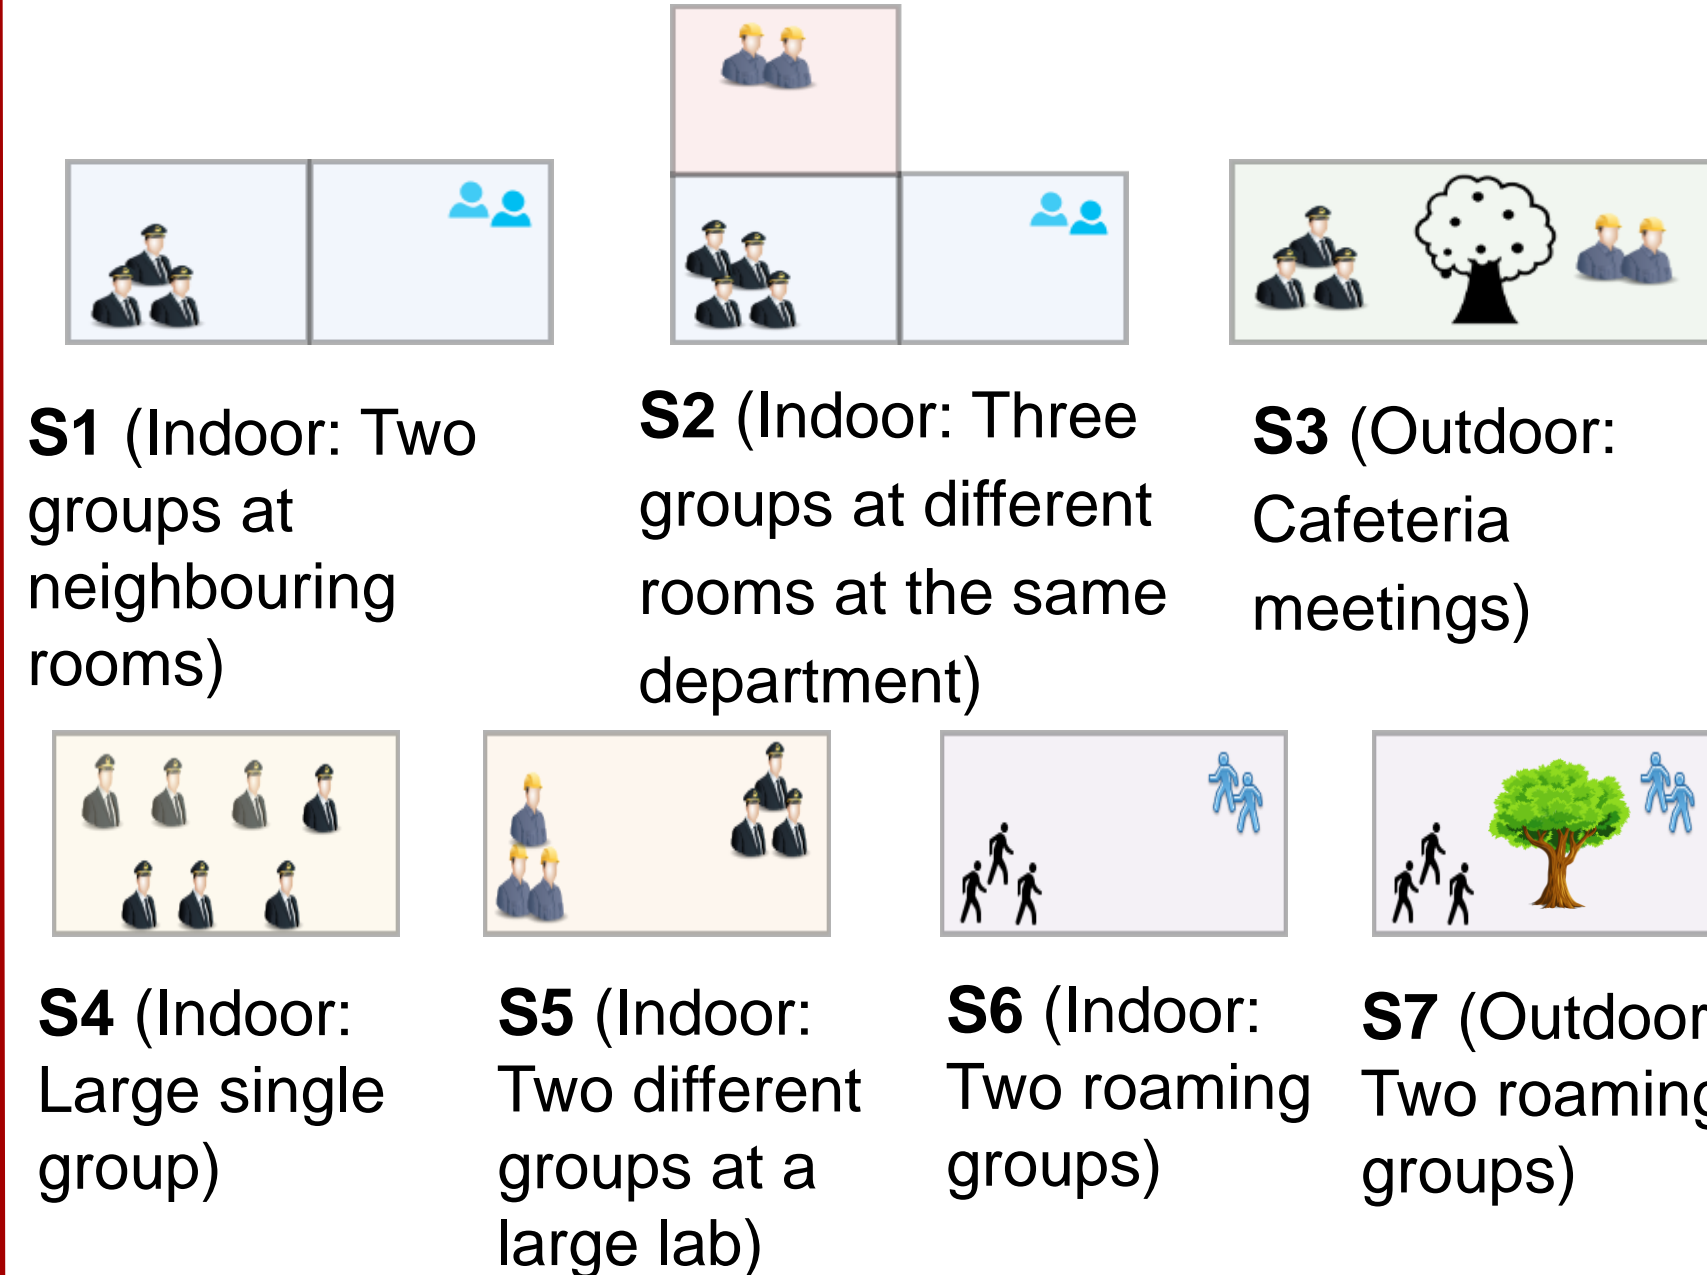 S1 (Indoor: Two
groups at
neighbouring
rooms)
S2 (Indoor: Three
groups at different
rooms at the same
department)
S3 (Outdoor:
Cafeteria
meetings)
S4 (Indoor:
Large single
group)
S5 (Indoor:
Two different
groups at a
large lab)
S6 (Indoor:
Two roaming
groups)
S7 (Outdoor
Two roaming
groups)